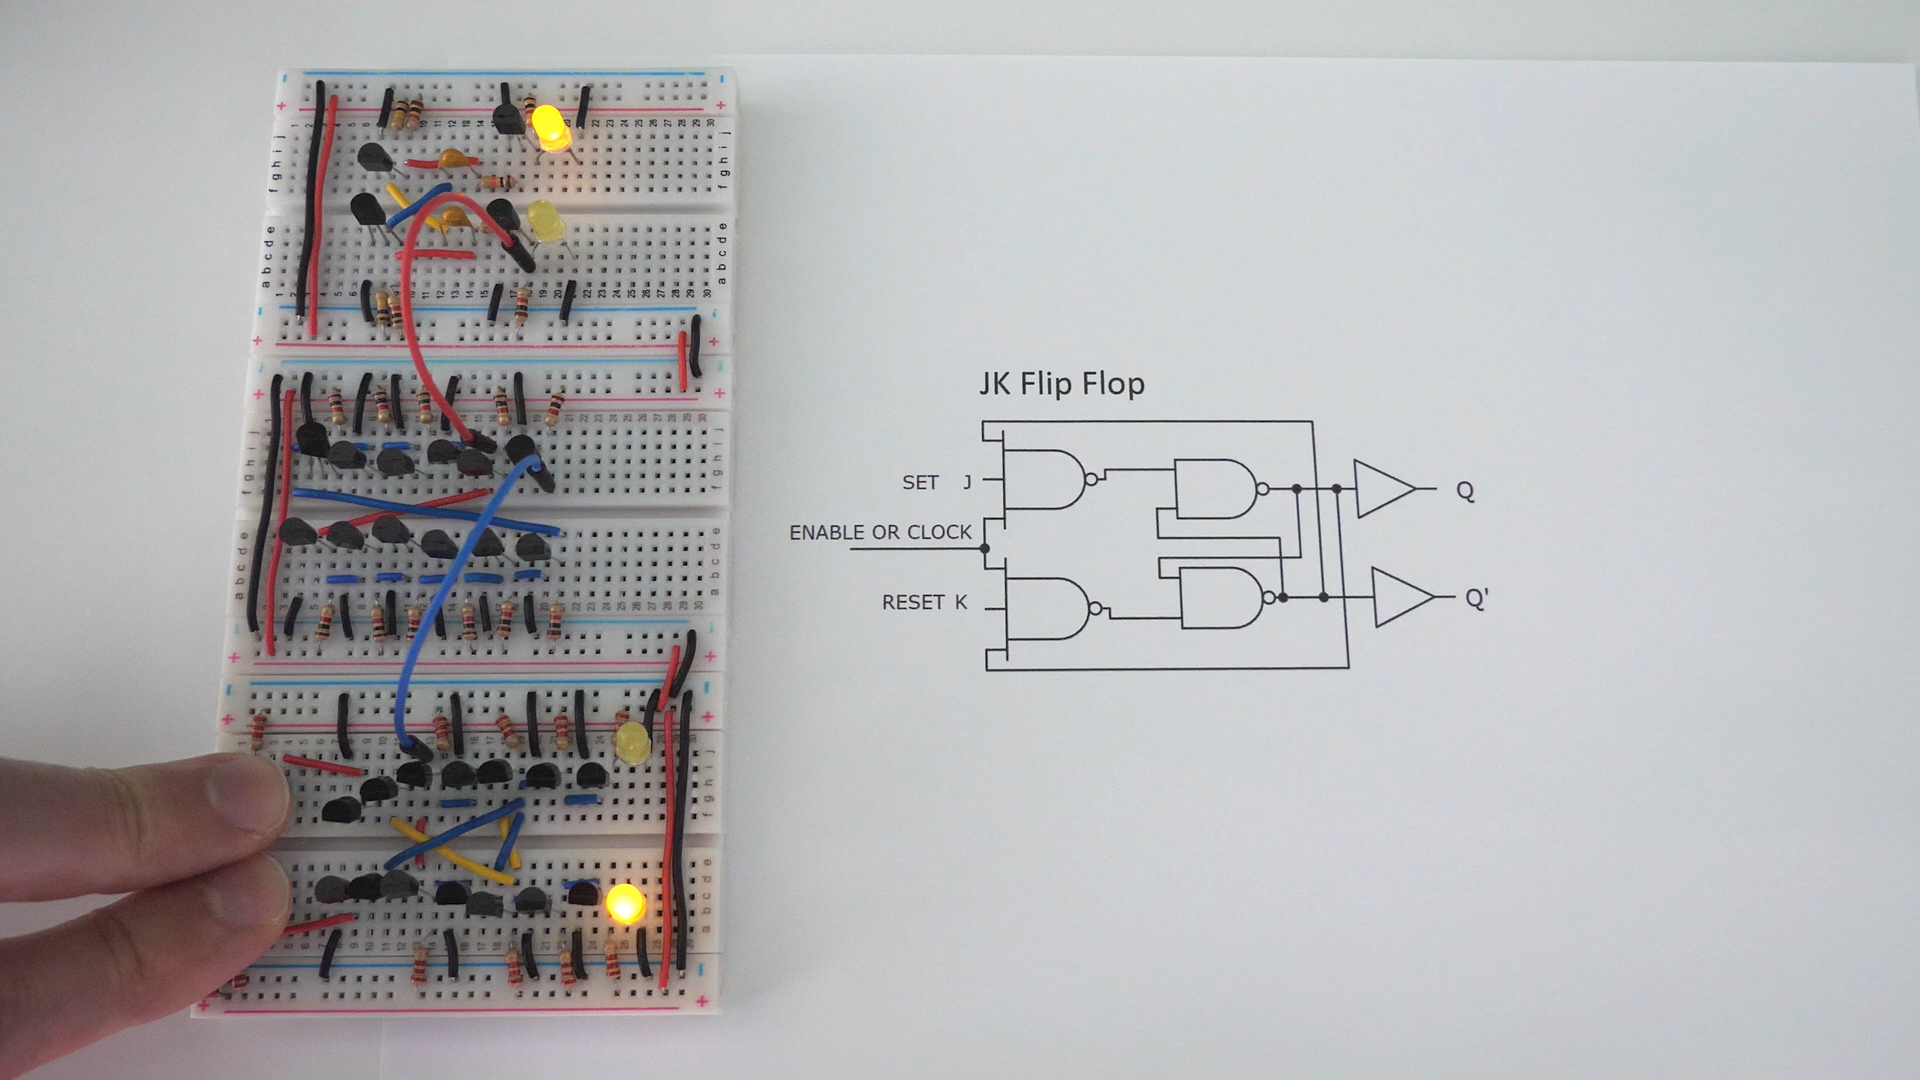 JK Flip Flop
SET J
ENABLE OR CLOCK
RESET K
Q
Q'